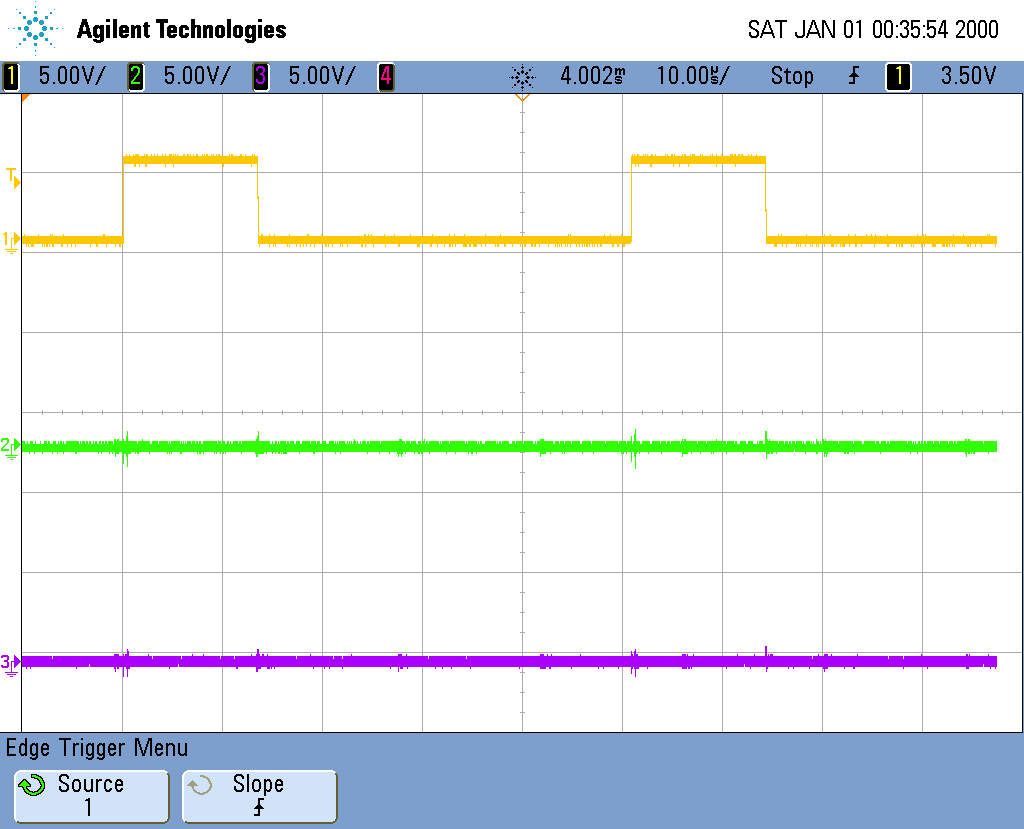 Agilent Technologies SAT JAN 01 00:35:54 2000
1 5.00V/ 2 5.00V/ 3 5.00V/ 4 4.002ms 10.00µs/ Stop 1 3.50V
T
1
2
3
Edge Trigger Menu
Source Slope
1